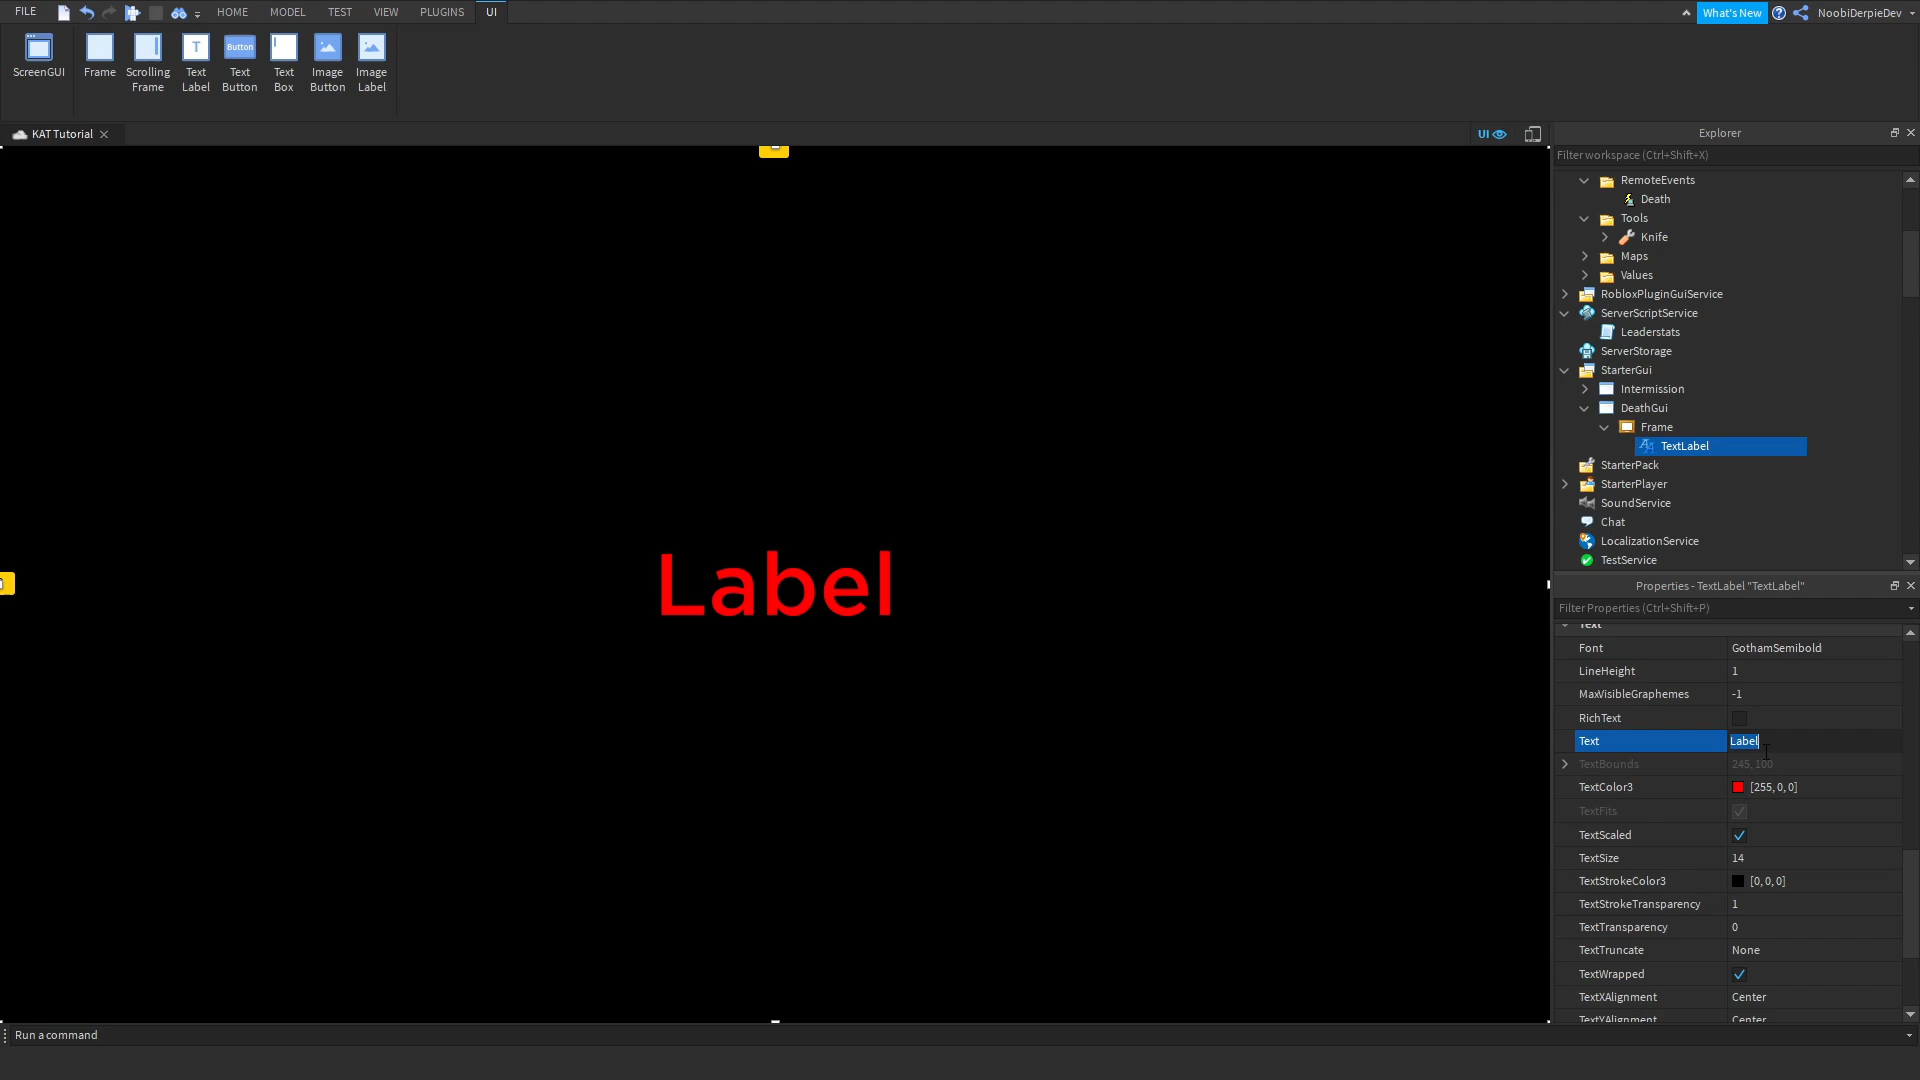 FILE HOME MODEL TEST VIEW PLUGINS UI What's New NoobiDerpieDev
ScreenGUI
Frame
Scrolling
Frame
T
Text
Label
Button
Text
Button
Text
Box
Image
Button
Image
Label
KAT Tutorial
UI
Explorer
Filter workspace (Ctrl+Shift+X)
RemoteEvents
Death
Tools
Knife
Maps
Values
RobloxPluginGuiService
ServerScriptService
Leaderstats
ServerStorage
StarterGui
Intermission
DeathGui
Frame
TextLabel
StarterPack
StarterPlayer
SoundService
Chat
LocalizationService
TestService
Label
Properties - TextLabel "TextLabel"
Filter Properties (Ctrl+Shift+P)
Text
Font GothamSemibold
LineHeight 1
MaxVisibleGraphemes -1
RichText
Text Label
TextBounds 245, 100
TextColor3 [255, 0, 0]
TextFits
TextScaled
TextSize 14
TextStrokeColor3 [0, 0, 0]
TextStrokeTransparency 1
TextTransparency 0
TextTruncate None
TextWrapped
TextXAlignment Center
TextYAlignment Center
Run a command